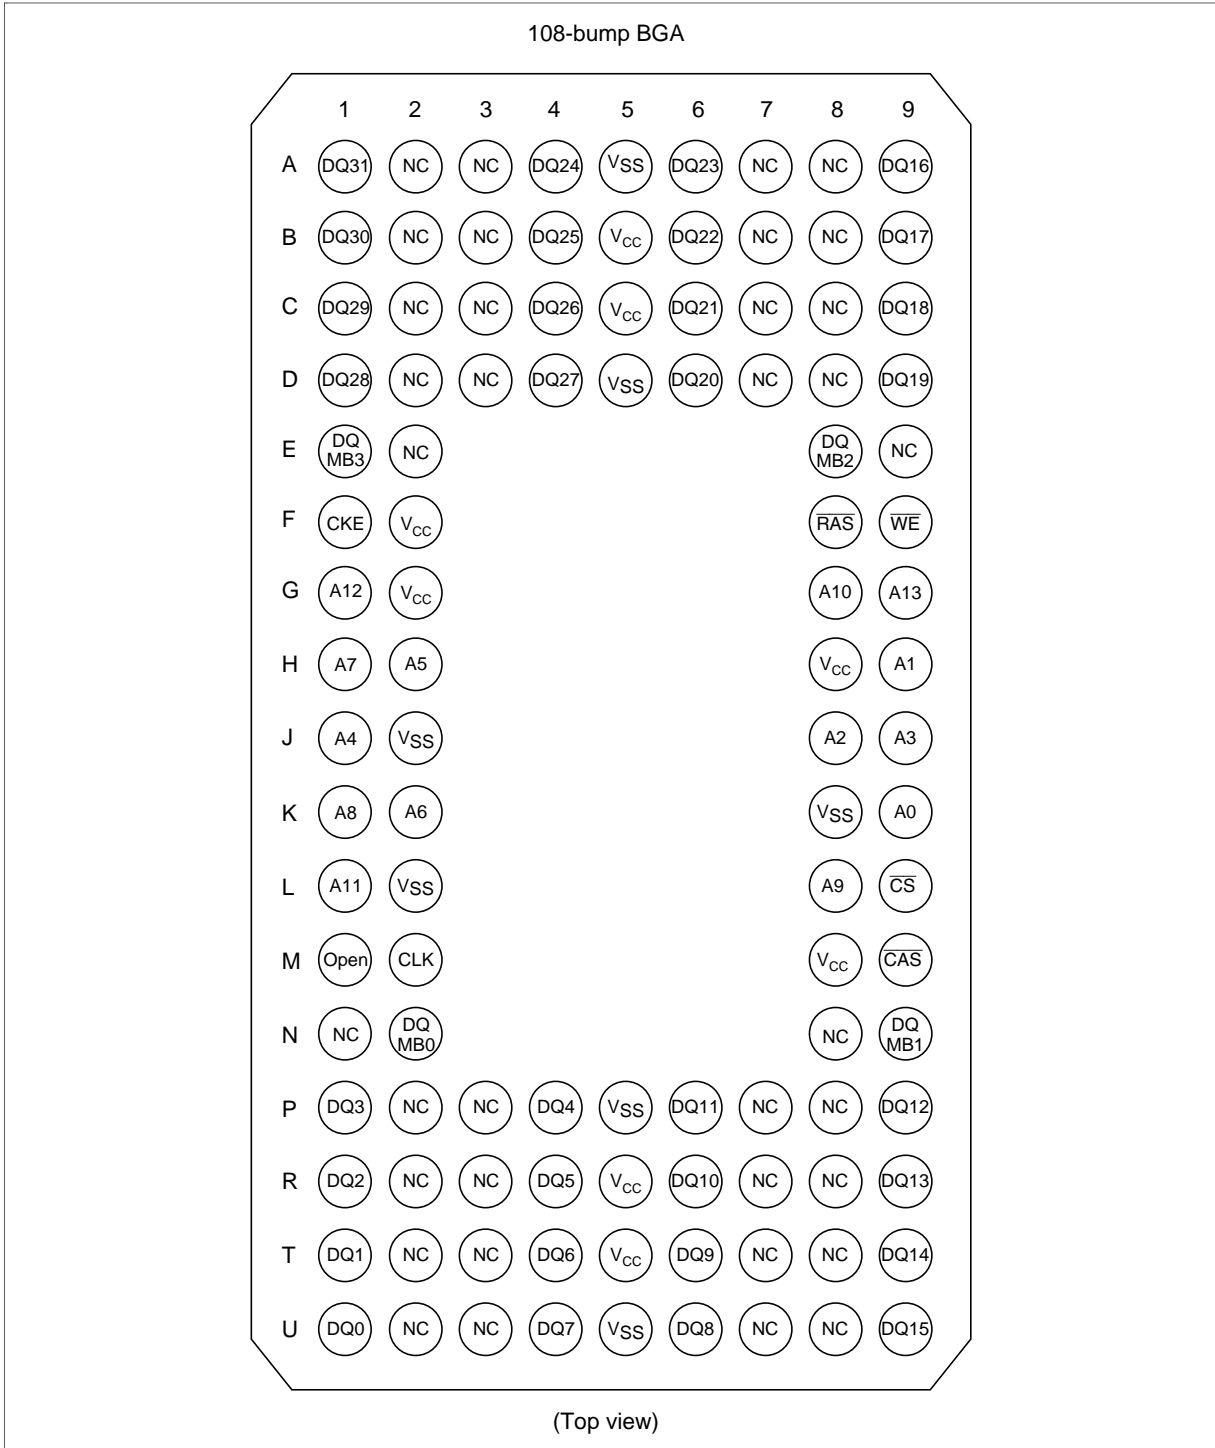 108-bump BGA
1 2 3 4 5 6 7 8 9
A DQ31 NC NC DQ24 VSS DQ23 NC NC DQ16
B DQ30 NC NC DQ25 VCC DQ22 NC NC DQ17
C DQ29 NC NC DQ26 VCC DQ21 NC NC DQ18
D DQ28 NC NC DQ27 VSS DQ20 NC NC DQ19
E DQ MB3 NC DQ MB2 NC
F CKE VCC R̅A̅S̅ W̅E̅
G A12 VCC A10 A13
H A7 A5 VCC A1
J A4 VSS A2 A3
K A8 A6 VSS A0
L A11 VSS A9 C̅S̅
M Open CLK VCC C̅A̅S̅
N NC DQ MB0 NC DQ MB1
P DQ3 NC NC DQ4 VSS DQ11 NC NC DQ12
R DQ2 NC NC DQ5 VCC DQ10 NC NC DQ13
T DQ1 NC NC DQ6 VCC DQ9 NC NC DQ14
U DQ0 NC NC DQ7 VSS DQ8 NC NC DQ15
(Top view)